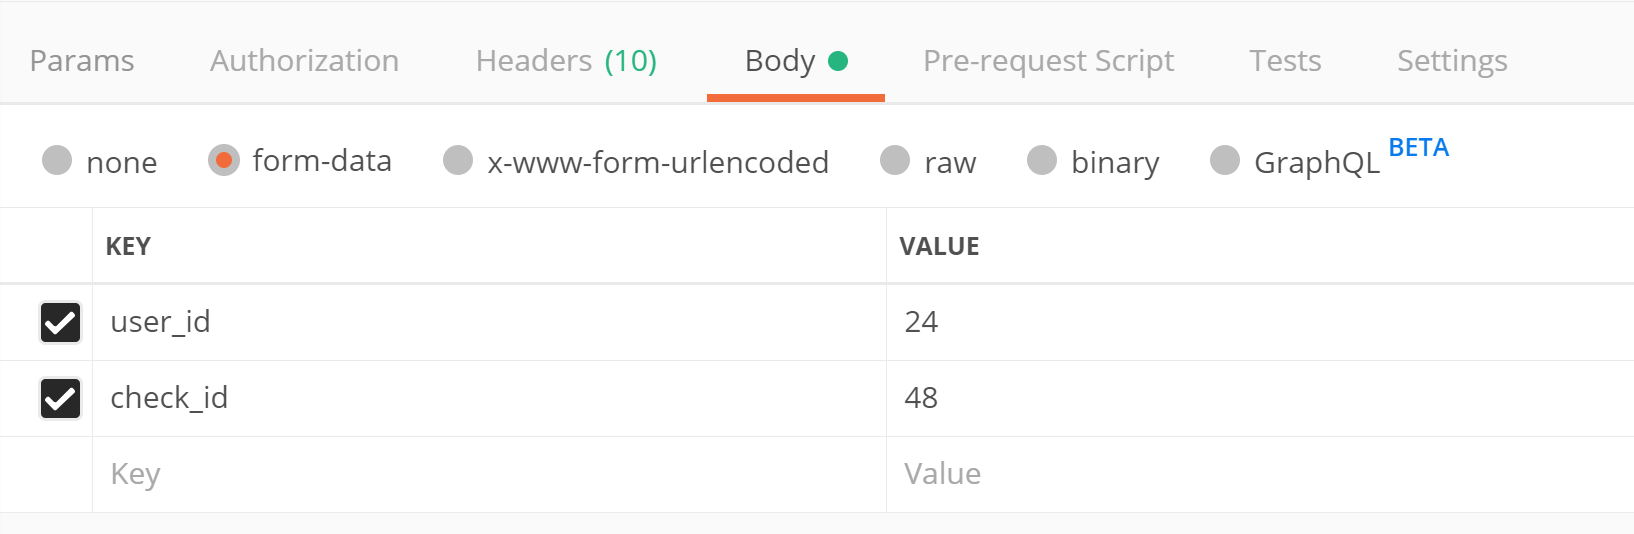 Params Authorization Headers (10) Body Pre-request Script Tests Settings
none form-data x-www-form-urlencoded raw binary GraphQL BETA
KEY VALUE
user_id 24
check_id 48
Key Value